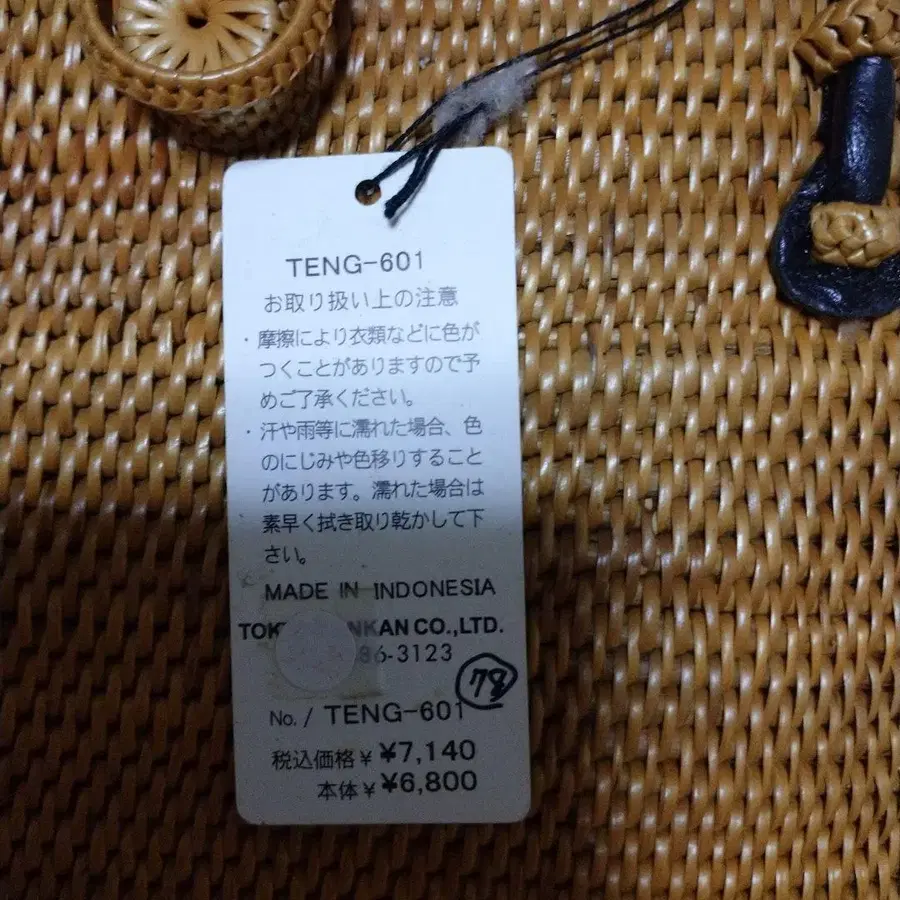 TENG-601
お取り扱い上の注意
・摩擦により衣類などに色が
つくことがありますので予
めご了承ください。
・汗や雨等に濡れた場合、色
のにじみや色移りすること
があります。濡れた場合は
素早く拭き取り乾かして下
さい。
MADE IN INDONESIA
CO.,LTD.
86-3123
78
No. / TENG-601
税込価格¥ ¥7,140
本体¥ ¥6,800